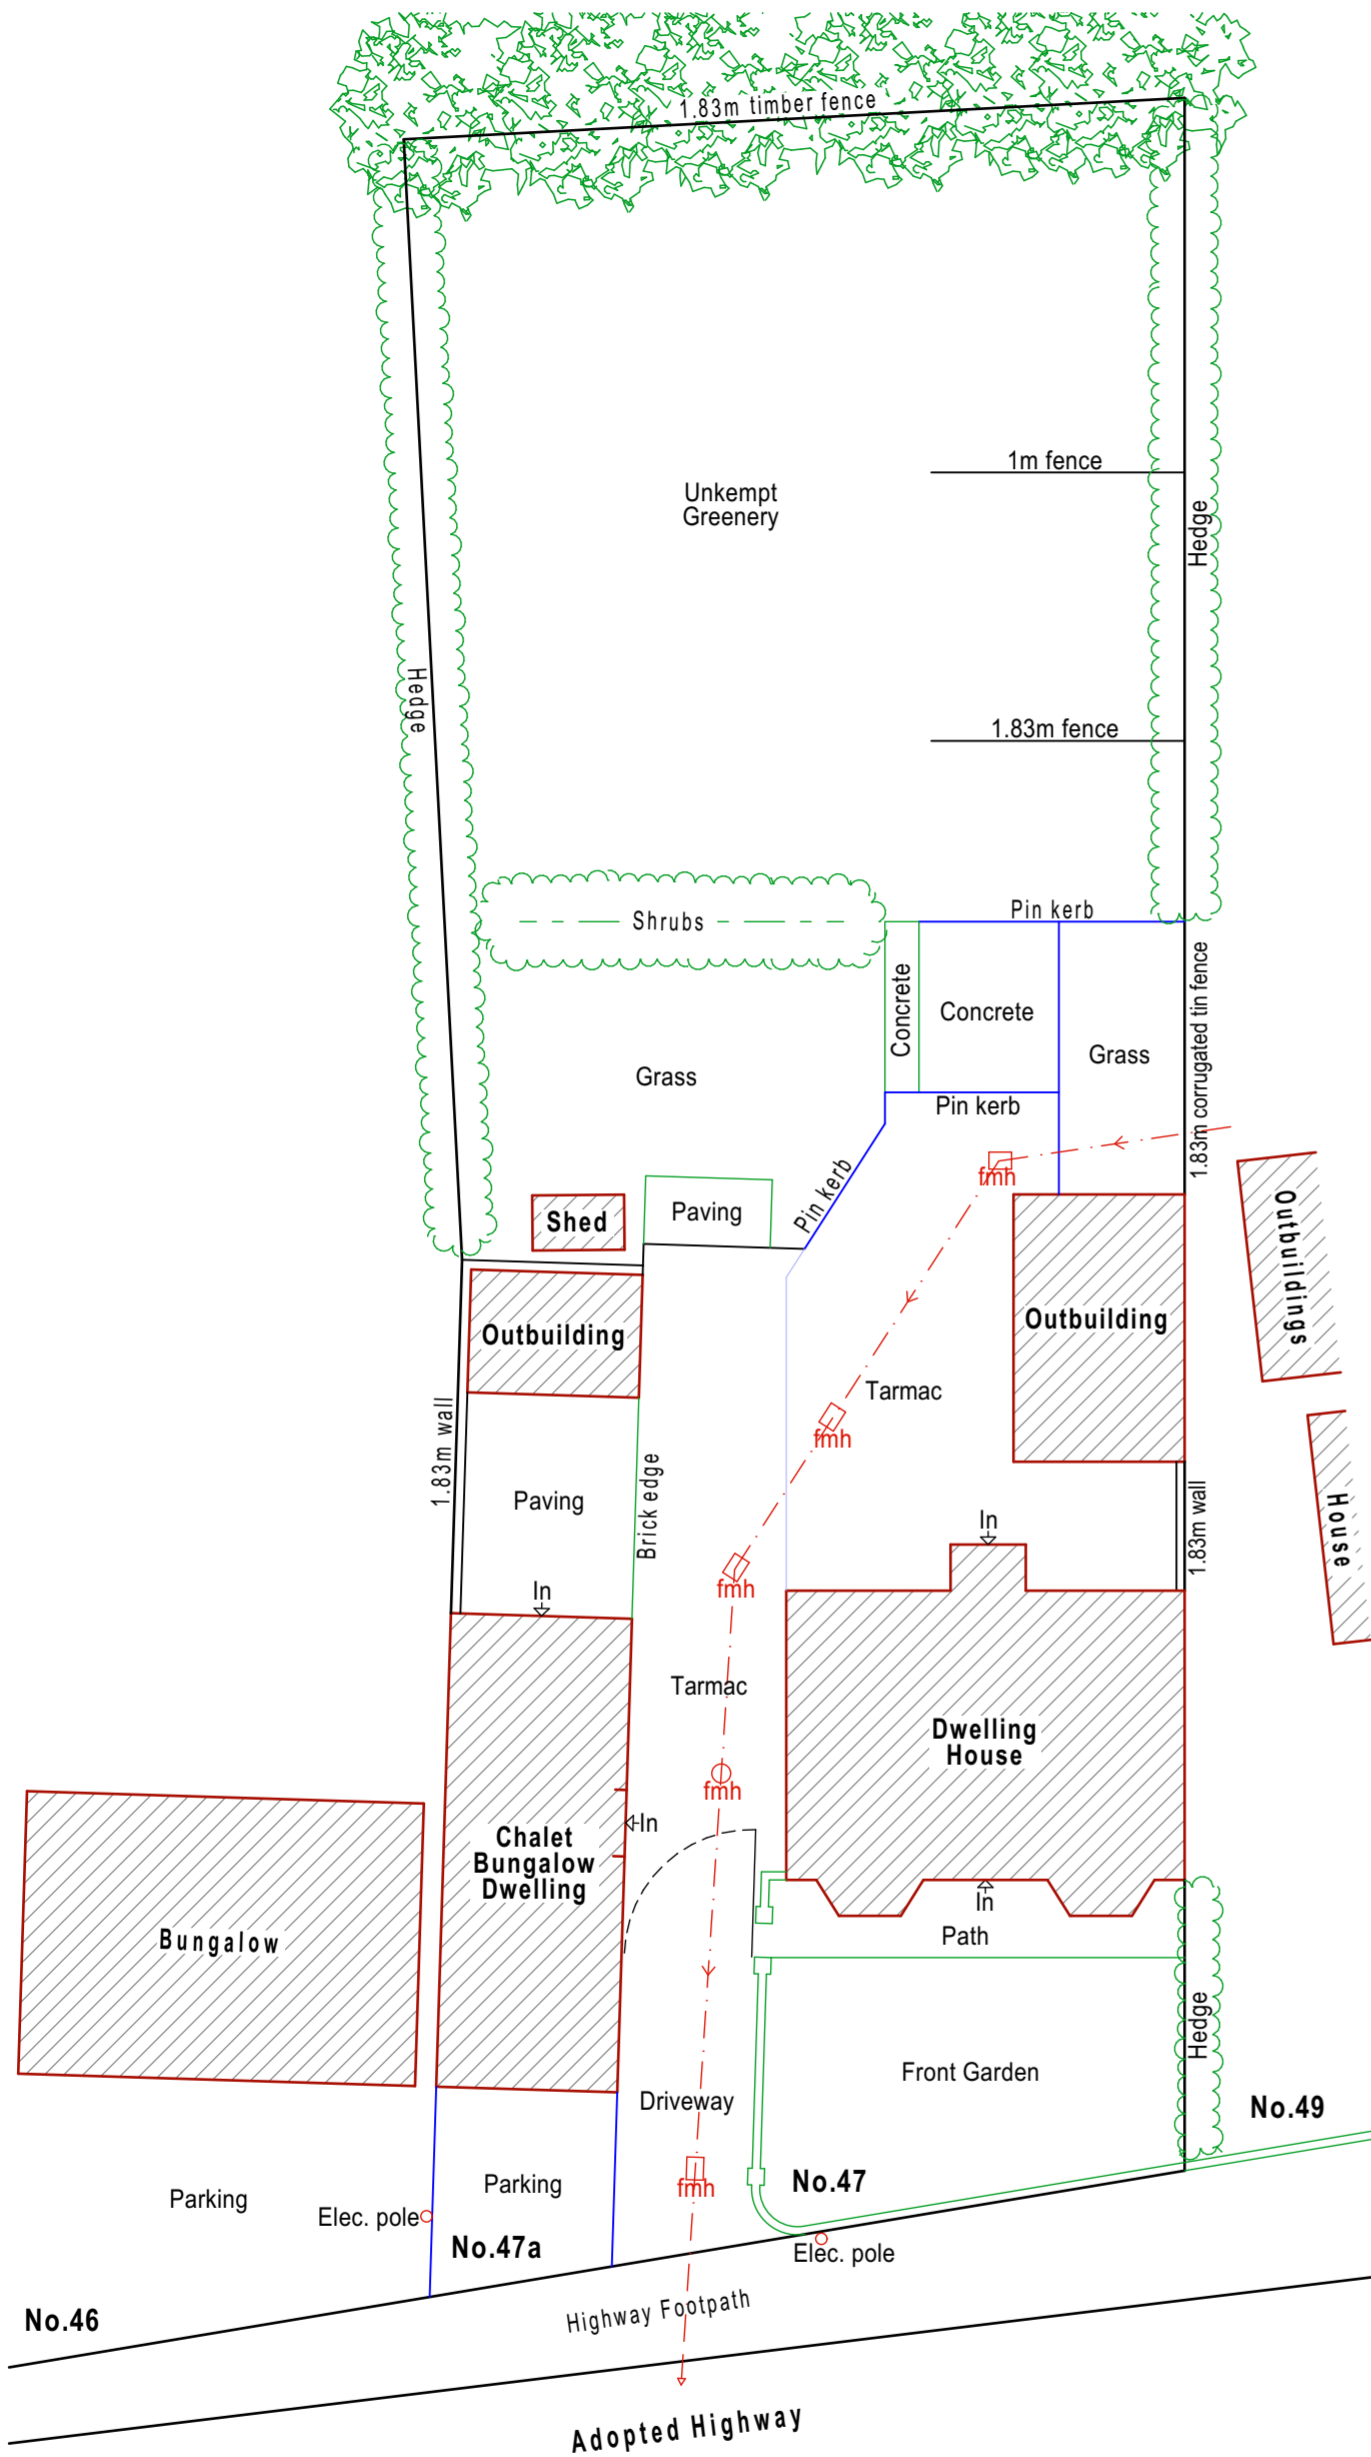 1.83m timber fence
1m fence
Unkempt
Greenery
Hedge
Hedge
1.83m fence
Pin kerb
Shrubs
Concrete
Concrete
Grass
1.83m corrugated tin fence
Grass
Pin kerb
fmh
Pin kerb
Shed
Paving
Outbuildings
Outbuilding
Outbuilding
Tarmac
fmh
1.83m wall
Paving
Brick edge
In
1.83m wall
House
fmh
In
Tarmac
Dwelling
House
fmh
In
Chalet
Bungalow
Dwelling
In
Bungalow
Path
Hedge
Front Garden
Driveway
No.49
Parking
Parking
fmh
No.47
Elec. pole
No.47a
Elec. pole
No.46
Highway Footpath
Adopted Highway